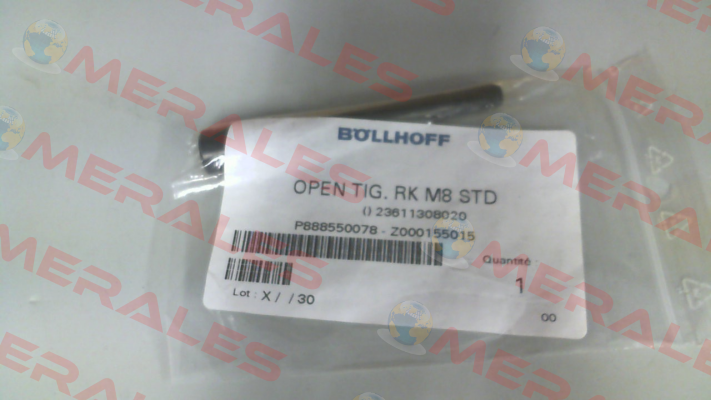 MERALES
MERALES
MERALES
BÖLLHOFF
OPEN TIG. RK M8 STD
() 23611308020
P888550078 - Z000155015
Quantité
1
Lot : X / / 30
00
MERALES
MERALES
MERALES